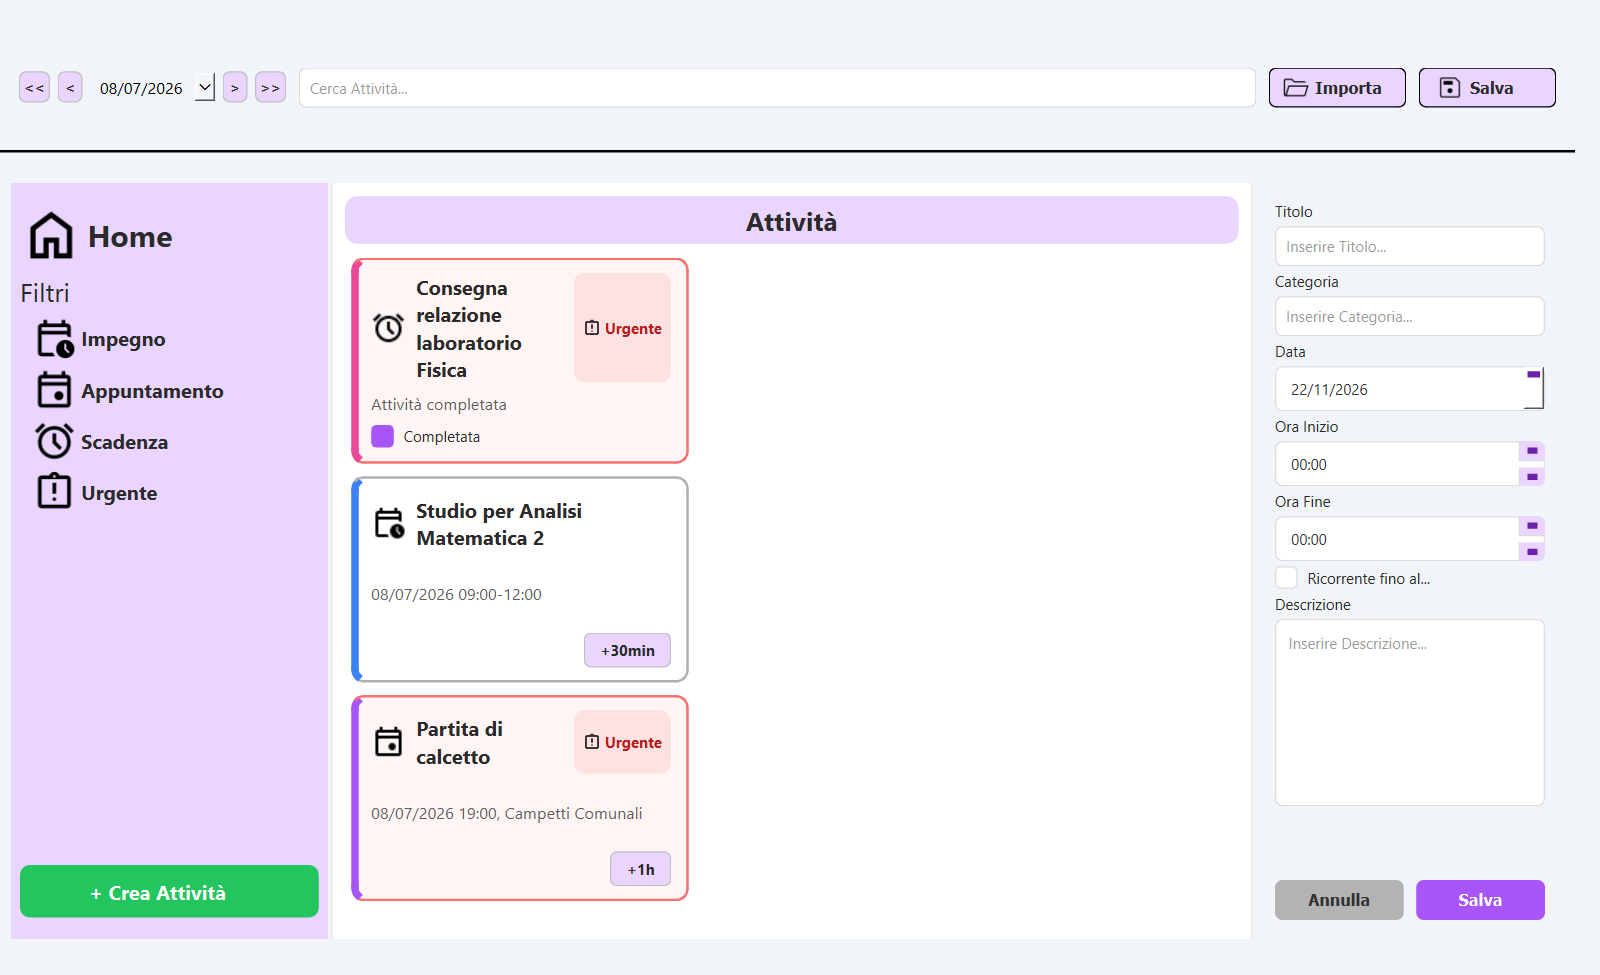 << < 08/07/2026 > >> Cerca Attività... Importa Salva
Home
Filtri
Impegno
Appuntamento
Scadenza
Urgente
+ Crea Attività
Attività
Consegna
relazione
laboratorio
Fisica
Urgente
Attività completata
Completata
Studio per Analisi
Matematica 2
08/07/2026 09:00-12:00
+30min
Partita di
calcetto
Urgente
08/07/2026 19:00, Campetti Comunali
+1h
Titolo
Inserire Titolo...
Categoria
Inserire Categoria...
Data
22/11/2026
Ora Inizio
00:00
Ora Fine
00:00
Ricorrente fino al...
Descrizione
Inserire Descrizione...
Annulla Salva